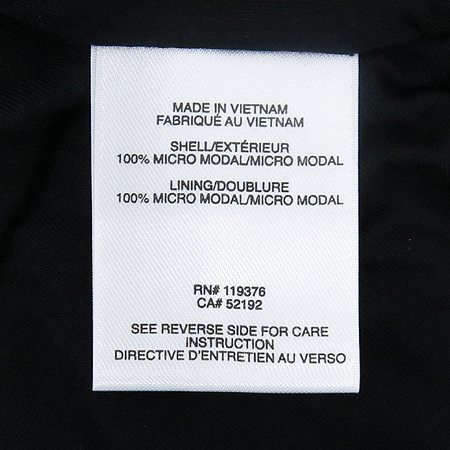 MADE IN VIETNAM
FABRIQUÉ AU VIETNAM
SHELL/EXTÉRIEUR
100% MICRO MODAL/MICRO MODAL
LINING/DOUBLURE
100% MICRO MODAL/MICRO MODAL
RN# 119376
CA# 52192
SEE REVERSE SIDE FOR CARE
INSTRUCTION
DIRECTIVE D'ENTRETIEN AU VERSO